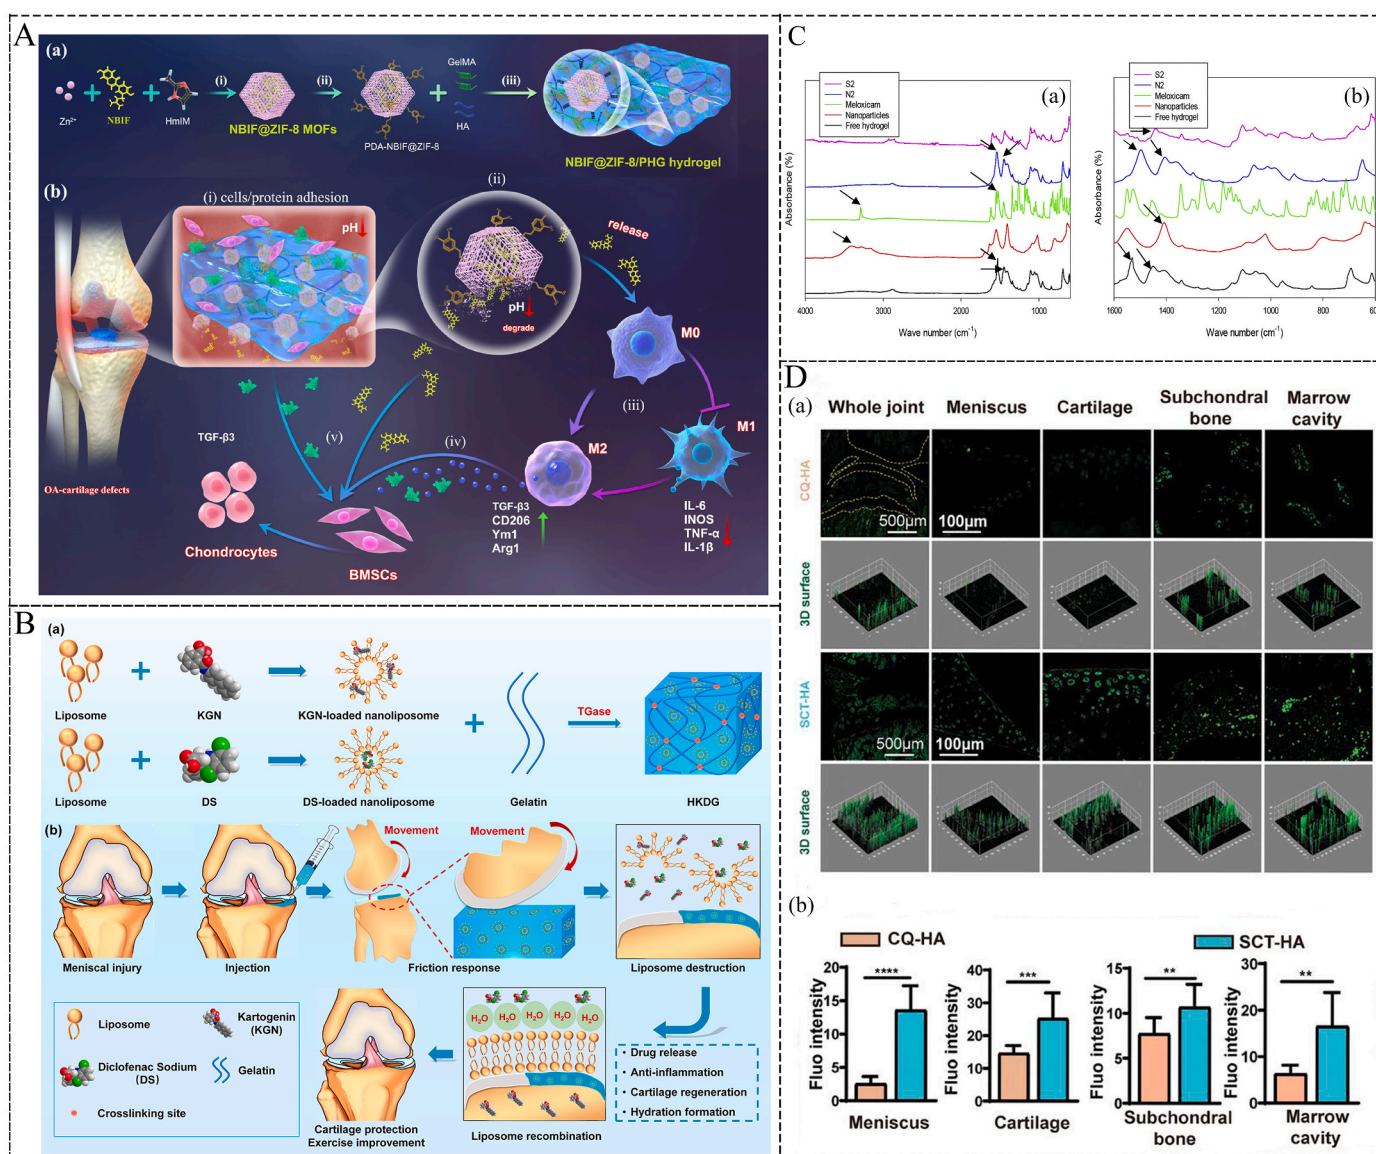 A
(a)
Zn²⁺
NBIF
HmIM
(i)
NBIF@ZIF-8 MOFs
(ii)
PDA-NBIF@ZIF-8
GelMA
HA
(iii)
NBIF@ZIF-8/PHG hydrogel
(b)
(i) cells/protein adhesion
pH
(ii)
pH
degrade
release
M0
(iii)
M1
M2
(iv)
(v)
TGF-β3
OA-cartilage defects
Chondrocytes
BMSCs
TGF-β3
CD206
Ym1
Arg1
IL-6
INOS
TNF-α
IL-1β
B
(a)
Liposome
KGN
KGN-loaded nanoliposome
TGase
Liposome
DS
DS-loaded nanoliposome
Gelatin
HKDG
(b)
Movement
Movement
Meniscal injury
Injection
Friction response
Liposome destruction
Liposome
Kartogenin
(KGN)
Diclofenac Sodium
(DS)
Gelatin
Crosslinking site
Cartilage protection
Exercise improvement
H₂O H₂O H₂O H₂O H₂O
Liposome recombination
• Drug release
• Anti-inflammation
• Cartilage regeneration
• Hydration formation
C
S2
N2
Meloxicam
Nanoparticles
Free hydrogel
(a)
Absorbance (%)
4000 3000 2000 1000
Wave number (cm⁻¹)
S2
N2
Meloxicam
Nanoparticles
Free hydrogel
(b)
Absorbance (%)
1600 1400 1200 1000 800 600
Wave number (cm⁻¹)
D
(a)
Whole joint
Meniscus
Cartilage
Subchondral
bone
Marrow
cavity
CQ-HA
500μm
100μm
3D surface
SCT-HA
500μm
100μm
3D surface
(b)
CQ-HA
SCT-HA
Fluo intensity
20
15
10
5
0
****
Meniscus
Fluo intensity
40
30
20
10
0
***
Cartilage
Fluo intensity
15
10
5
0
**
Subchondral
bone
Fluo intensity
30
20
10
0
**
Marrow
cavity